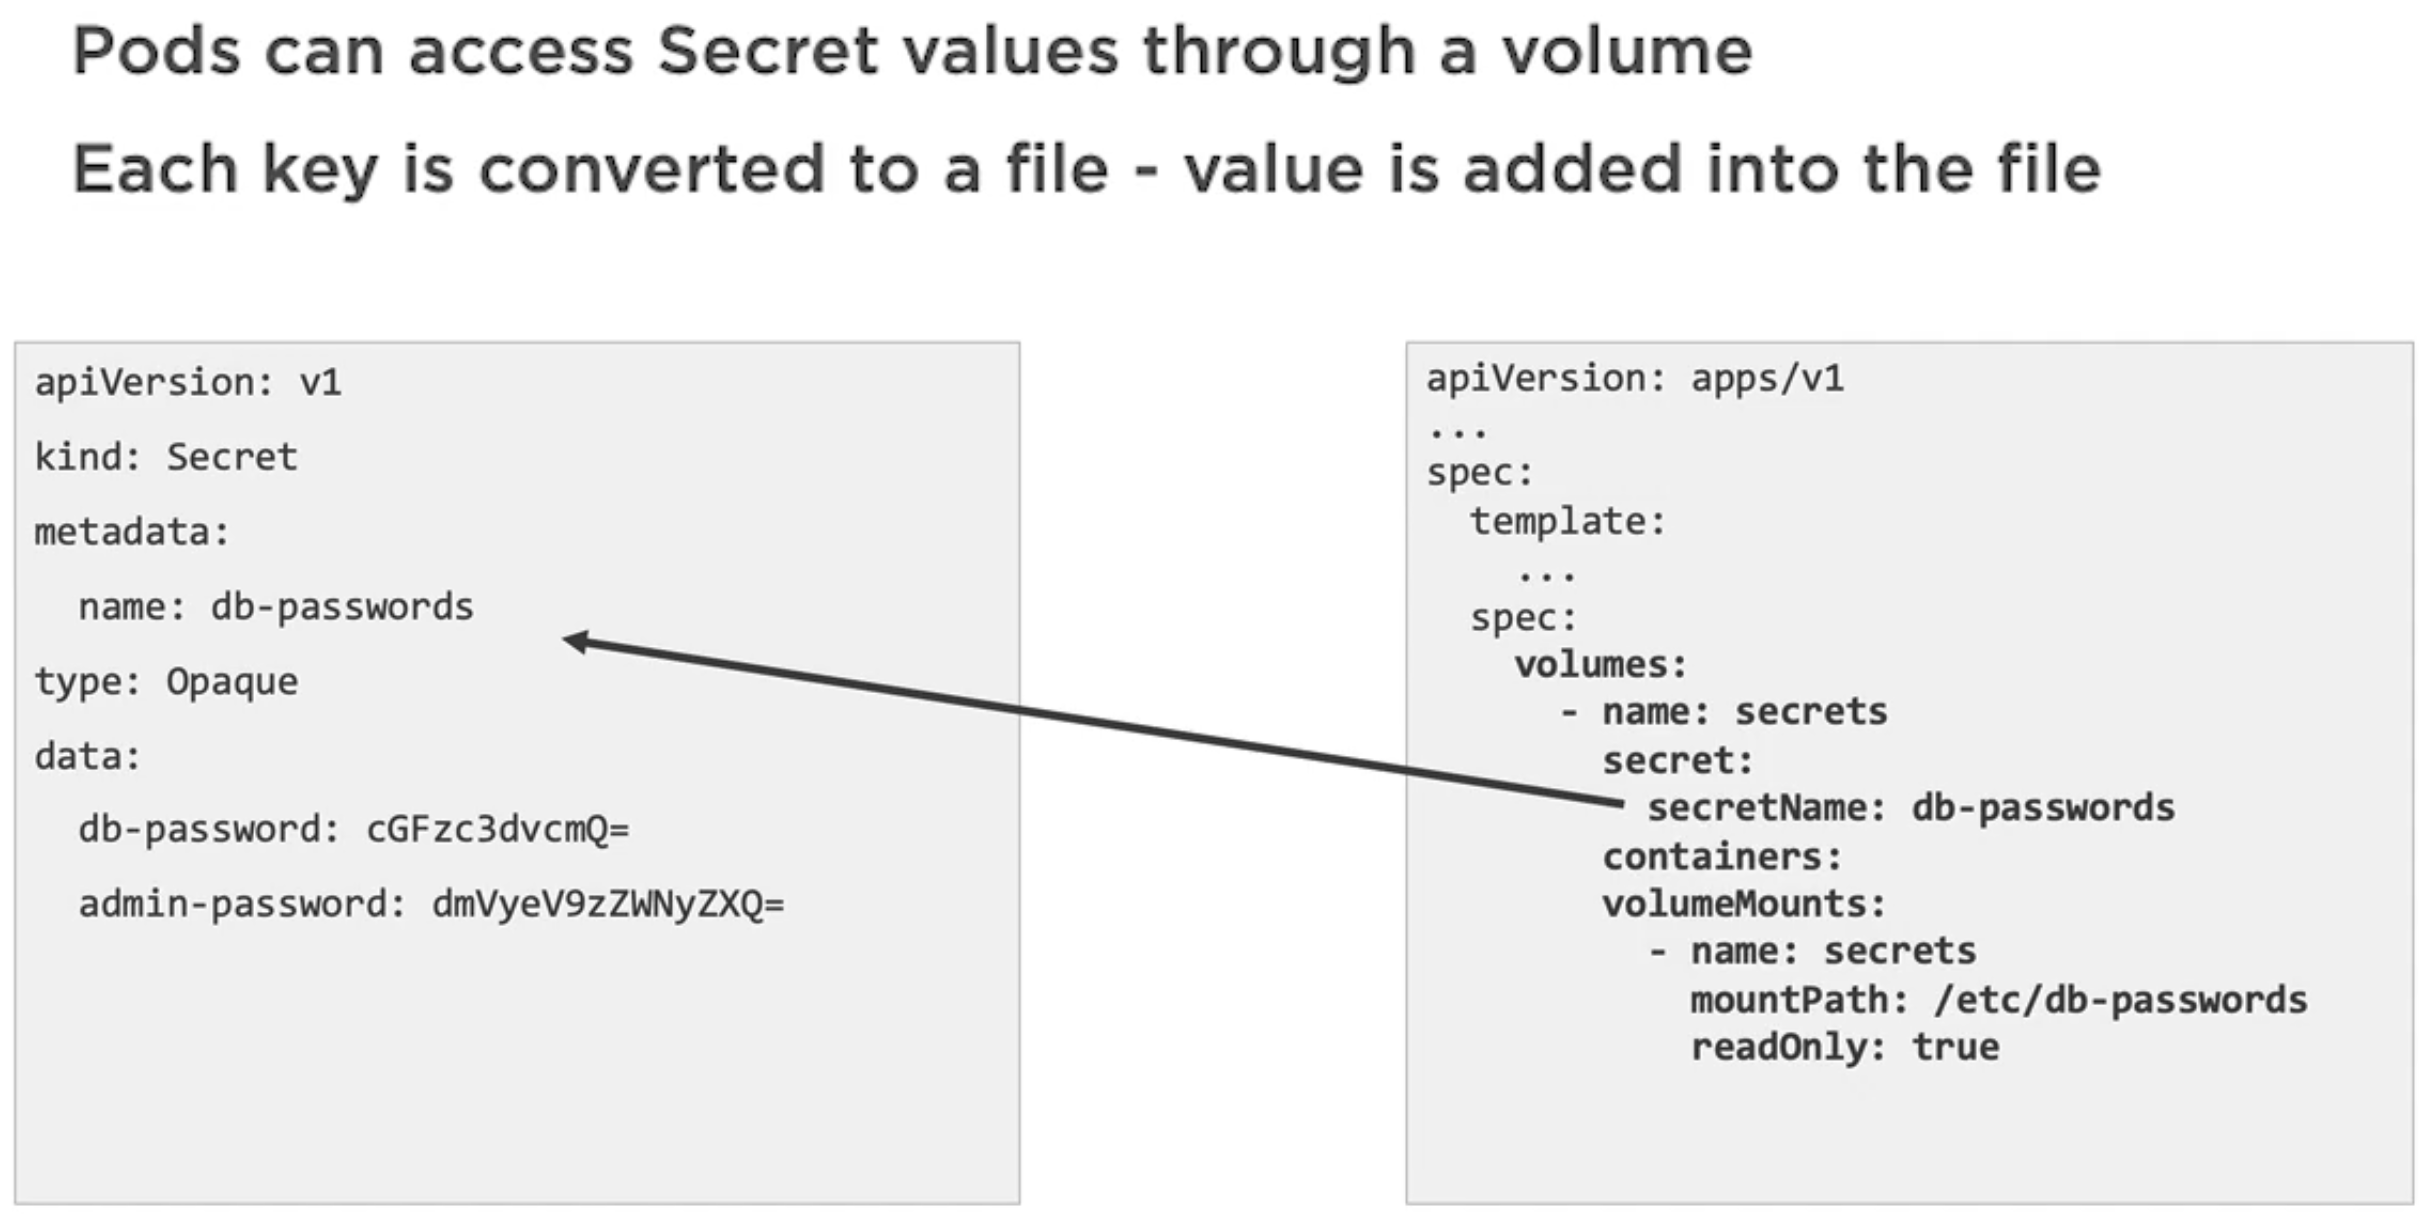 Pods can access Secret values through a volume
Each key is converted to a file - value is added into the file
apiVersion: v1
kind: Secret
metadata:
  name: db-passwords
type: Opaque
data:
  db-password: cGFzc3dvcmQ=
  admin-password: dmVyeV9zZWNyZXQ=
apiVersion: apps/v1
...
spec:
  template:
    ...
  spec:
    volumes:
      - name: secrets
        secret:
          secretName: db-passwords
        containers:
        volumeMounts:
          - name: secrets
            mountPath: /etc/db-passwords
            readOnly: true